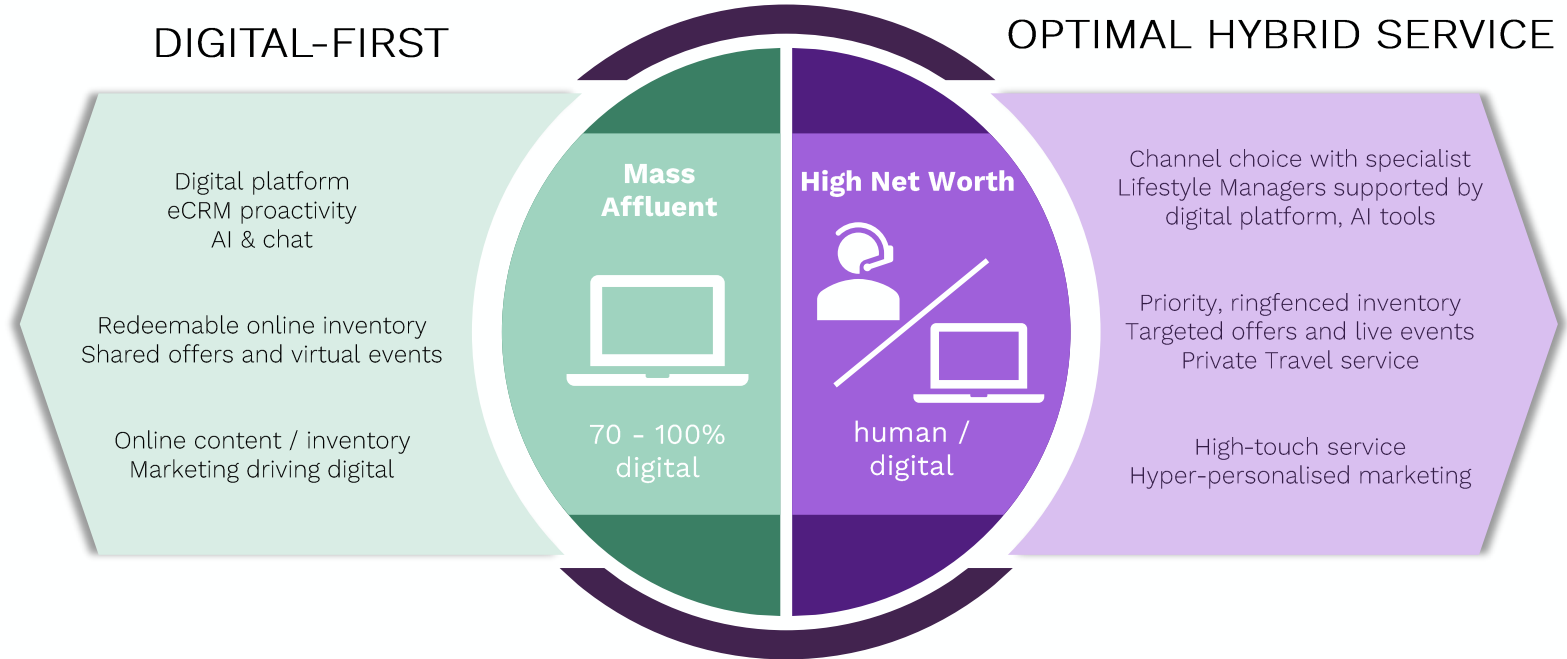 DIGITAL-FIRST
OPTIMAL HYBRID SERVICE
Digital platform
eCRM proactivity
AI & chat
Redeemable online inventory
Shared offers and virtual events
Online content / inventory
Marketing driving digital
Mass
Affluent
70 - 100%
digital
High Net Worth
human /
digital
Channel choice with specialist
Lifestyle Managers supported by
digital platform, AI tools
Priority, ringfenced inventory
Targeted offers and live events
Private Travel service
High-touch service
Hyper-personalised marketing